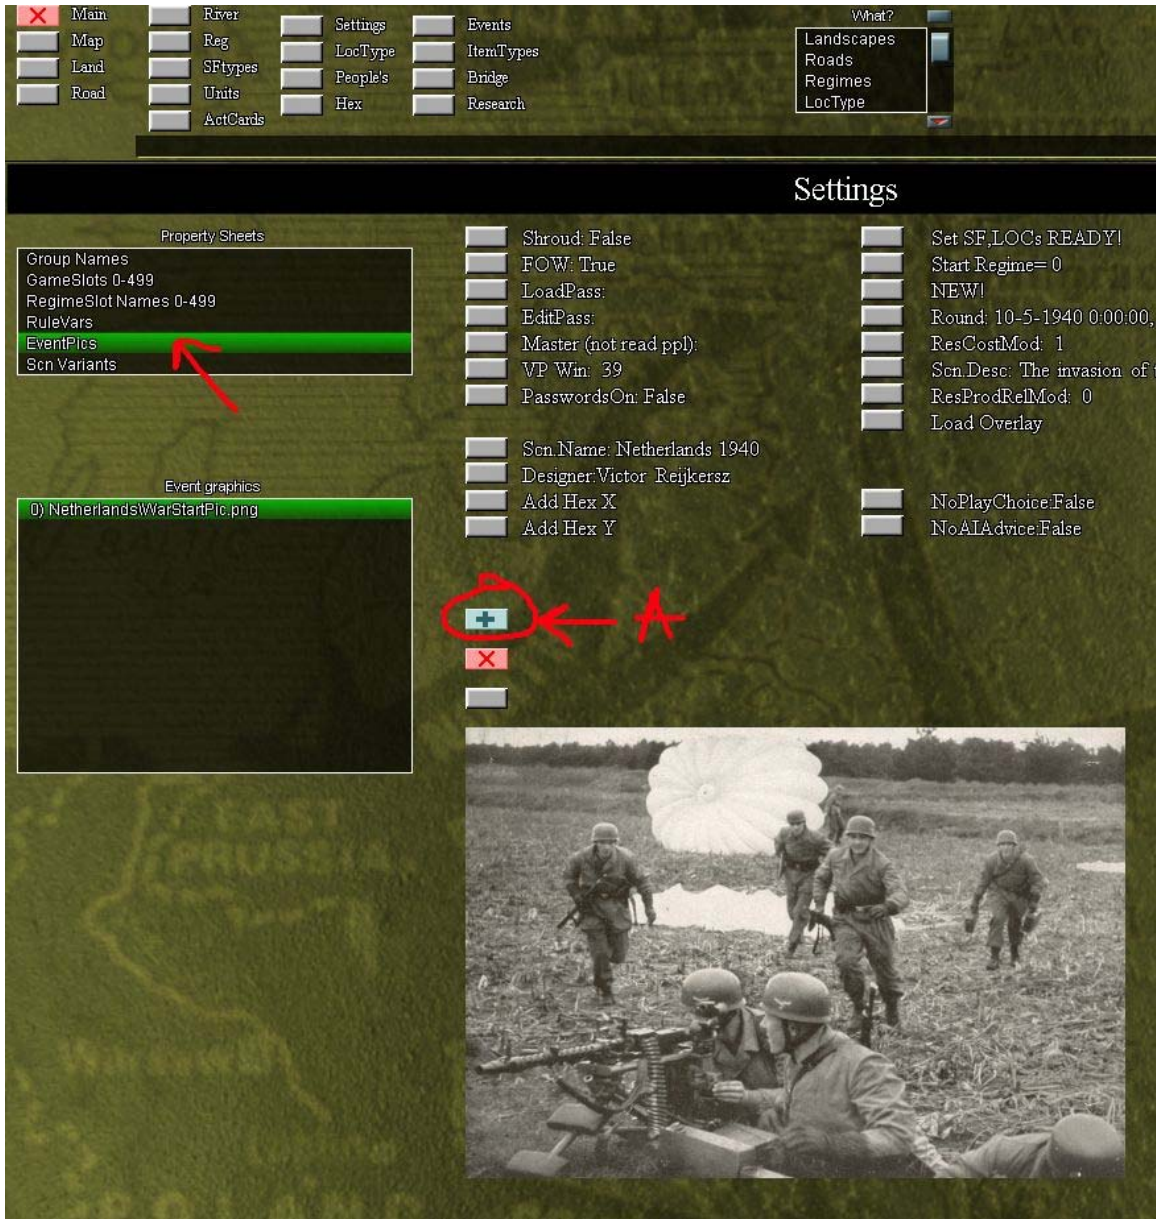 Main
Map
Land
Road
River
Reg
SFtypes
Units
ActCards
Settings
LocType
People's
Hex
Events
ItemTypes
Bridge
Research
What?
Landscapes
Roads
Regimes
LocType
Settings
Property Sheets
Group Names
GameSlots 0-499
RegimeSlot Names 0-499
RuleVars
EventPics
Scn Variants
Event graphics
0) NetherlandsWarStartPic.png
Shroud: False
FOW: True
LoadPass:
EditPass:
Master (not read ppl):
VP Win: 39
PasswordsOn: False
Scn.Name: Netherlands 1940
Designer:Victor Reijkersz
Add Hex X
Add Hex Y
Set SF,LOCs READY!
Start Regime= 0
NEW!
Round: 10-5-1940 0:00:00,
ResCostMod: 1
Scn.Desc: The invasion of
ResProdRelMod: 0
Load Overlay
NoPlayChoice:False
NoAIAdvice:False
A
EAST
PRUSSIA